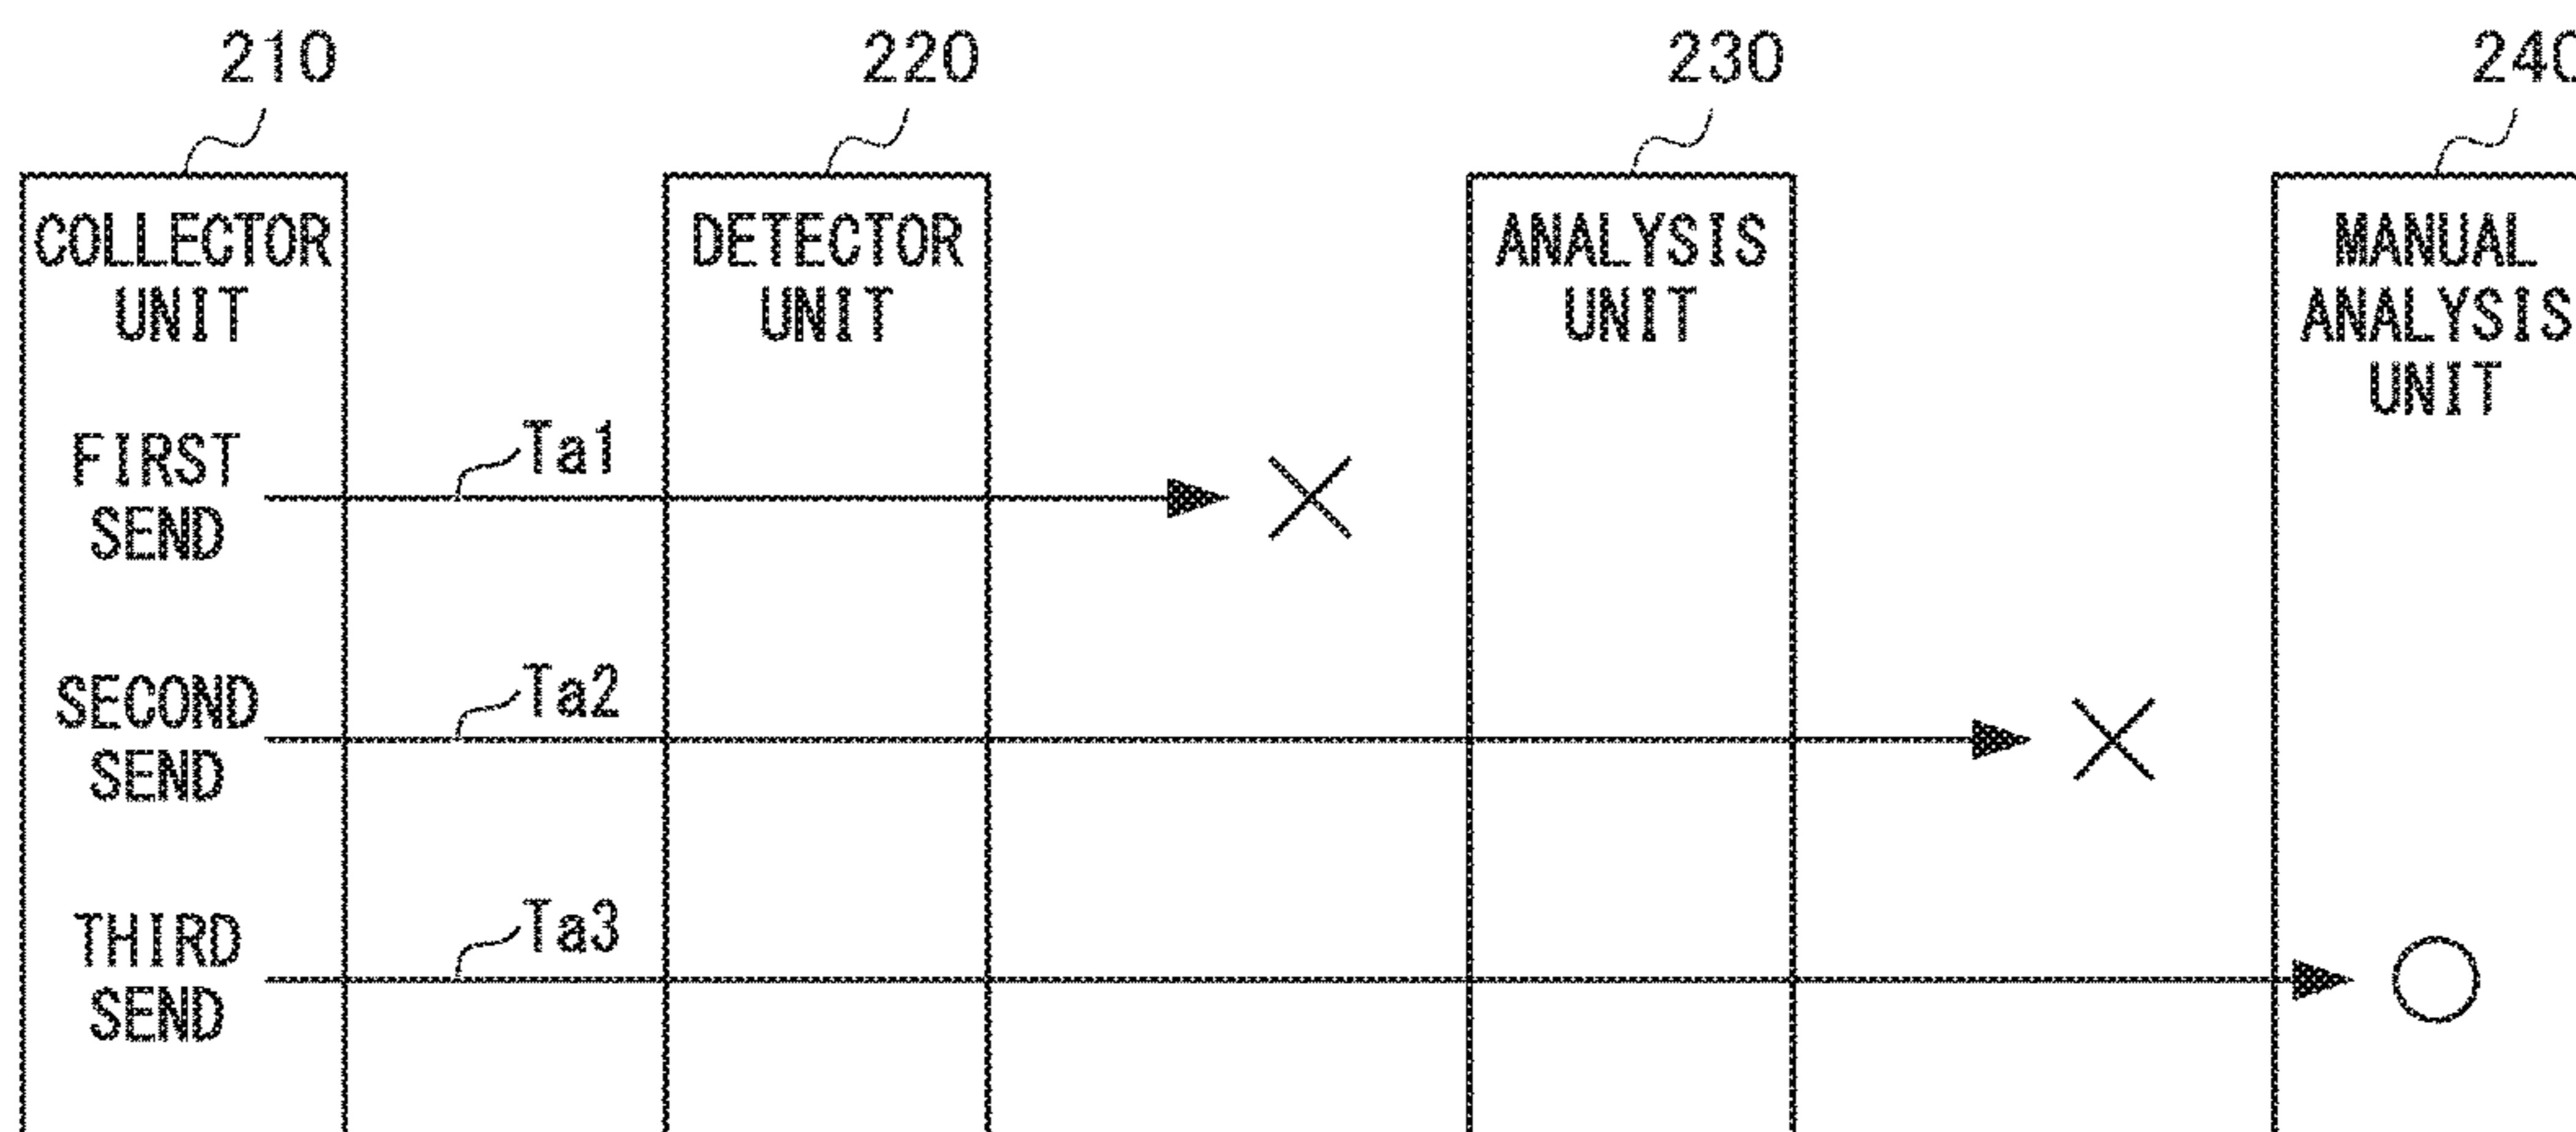 210
220
230
240
COLLECTOR
UNIT
DETECTOR
UNIT
ANALYSIS
UNIT
MANUAL
ANALYSIS
UNIT
FIRST
SEND
Ta1
SECOND
SEND
Ta2
THIRD
SEND
Ta3